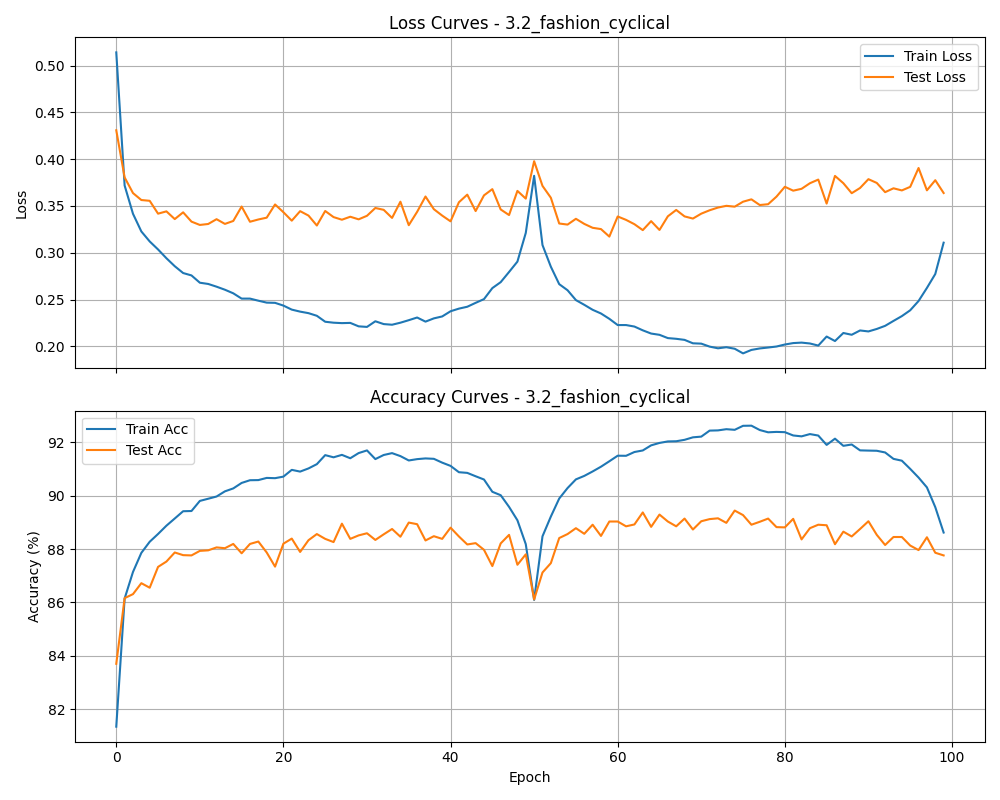 Loss Curves - 3.2_fashion_cyclical
Train Loss
Test Loss
0.50
0.45
0.40
0.35
0.30
0.25
0.20
Loss
Accuracy Curves - 3.2_fashion_cyclical
Train Acc
Test Acc
92
90
88
86
84
82
Accuracy (%)
0 20 40 60 80 100
Epoch